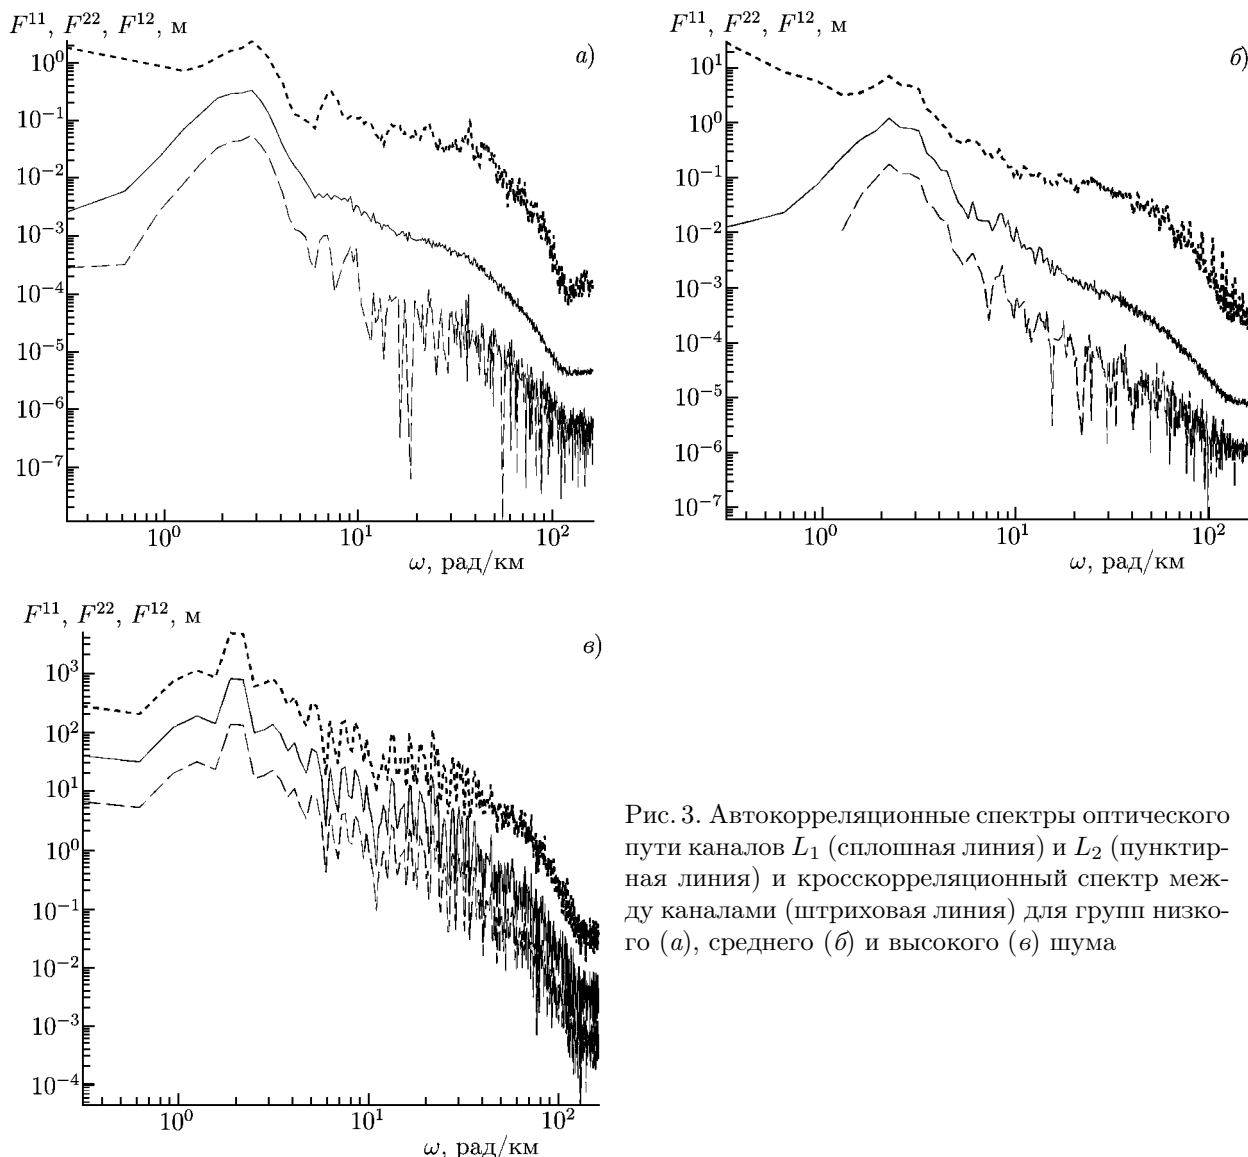 F¹¹, F²², F¹², м
а)
10⁰
10⁻¹
10⁻²
10⁻³
10⁻⁴
10⁻⁵
10⁻⁶
10⁻⁷
10⁰ 10¹ 10²
ω, рад/км
F¹¹, F²², F¹², м
б)
10¹
10⁰
10⁻¹
10⁻²
10⁻³
10⁻⁴
10⁻⁵
10⁻⁶
10⁻⁷
10⁰ 10¹ 10²
ω, рад/км
F¹¹, F²², F¹², м
в)
10³
10²
10¹
10⁰
10⁻¹
10⁻²
10⁻³
10⁻⁴
10⁰ 10¹ 10²
ω, рад/км
Рис. 3. Автокорреляционные спектры оптического
пути каналов L₁ (сплошная линия) и L₂ (пунктир-
ная линия) и кросскорреляционный спектр меж-
ду каналами (штриховая линия) для групп низко-
го (а), среднего (б) и высокого (в) шума